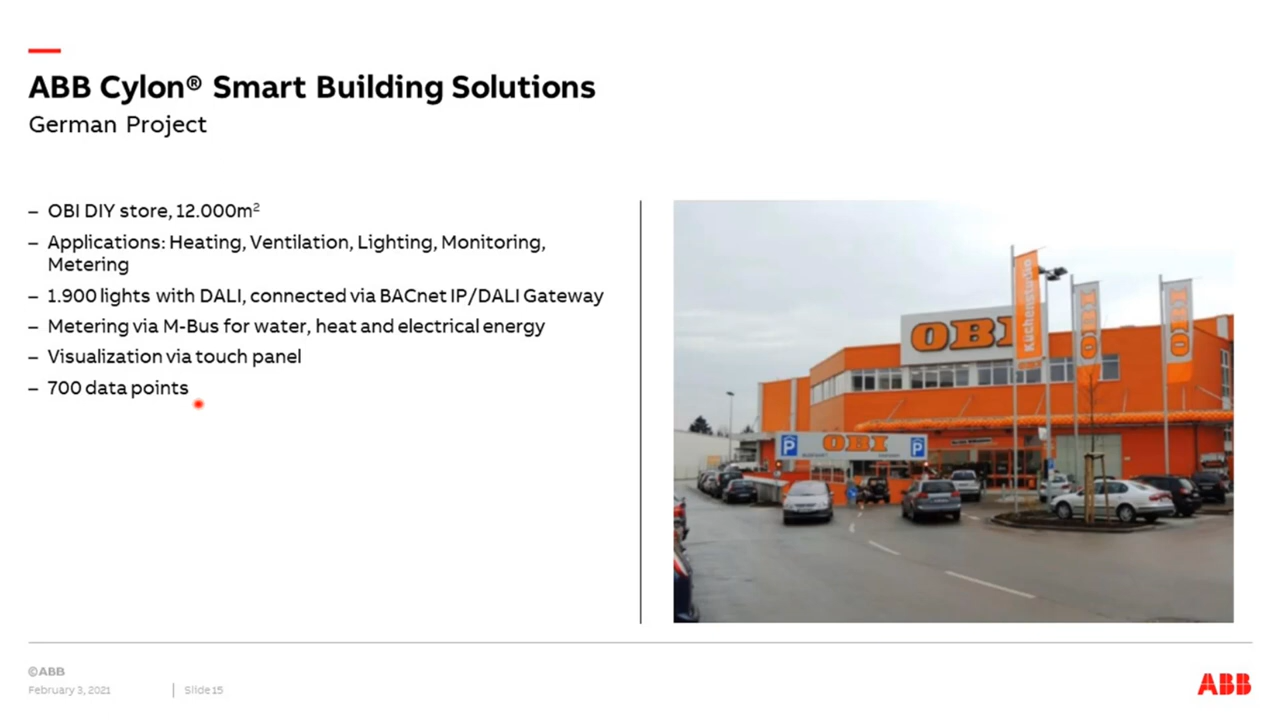 ABB Cylon® Smart Building Solutions
German Project
– OBI DIY store, 12.000m²
– Applications: Heating, Ventilation, Lighting, Monitoring,
Metering
– 1.900 lights with DALI, connected via BACnet IP/DALI Gateway
– Metering via M-Bus for water, heat and electrical energy
– Visualization via touch panel
– 700 data points
OBI
OBI
OBI
P
OBI
P
©ABB
February 3, 2021
Slide 15
ABB